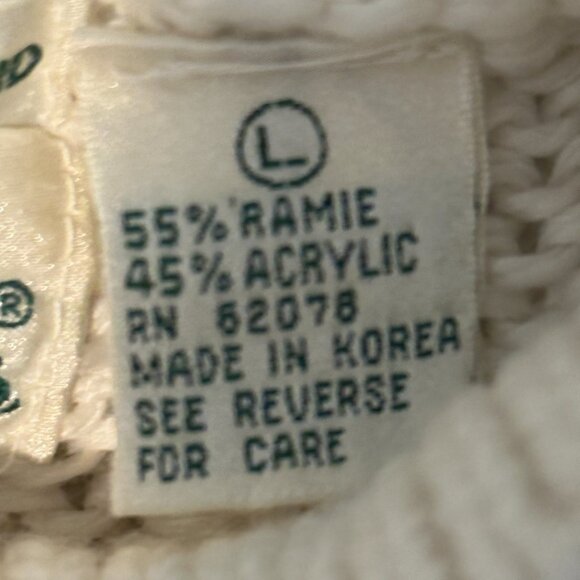 L
55% RAMIE
45% ACRYLIC
RN 62078
MADE IN KOREA
SEE REVERSE
FOR CARE
®